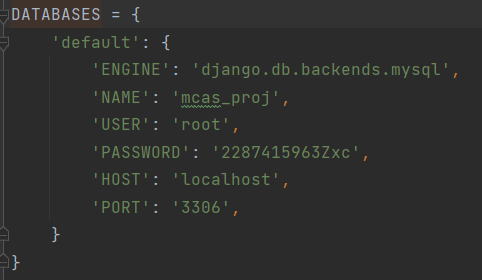 DATABASES = {
    'default': {
        'ENGINE': 'django.db.backends.mysql',
        'NAME': 'mcas_proj',
        'USER': 'root',
        'PASSWORD': '2287415963Zxc',
        'HOST': 'localhost',
        'PORT': '3306',
    }
}